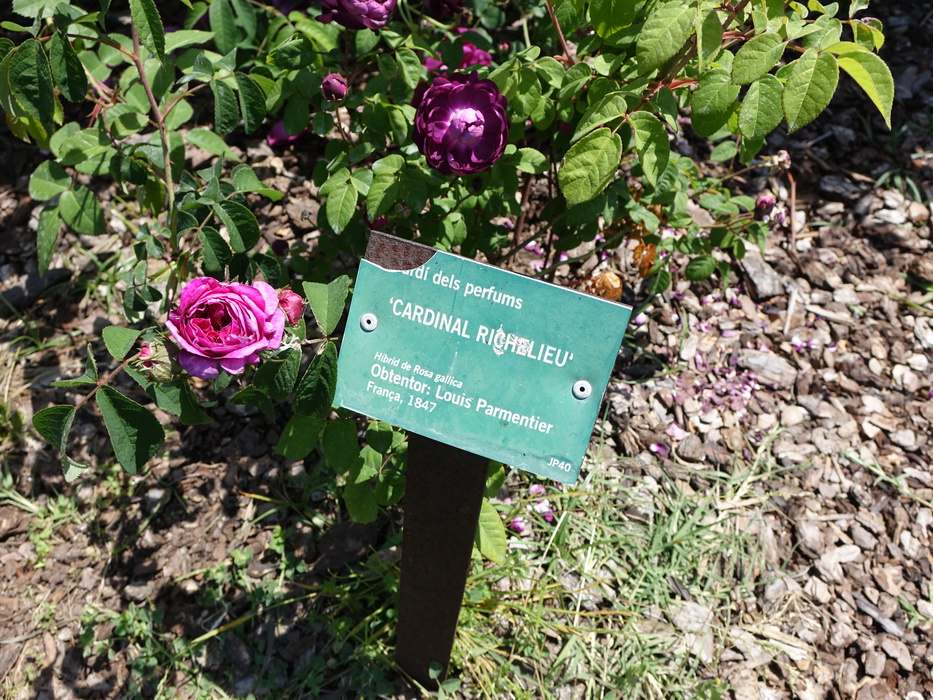 dels perfums
'CARDINAL RICHELIEU'
Híbrid de Rosa gallica
Obtentor: Louis Parmentier
França, 1847
JP40